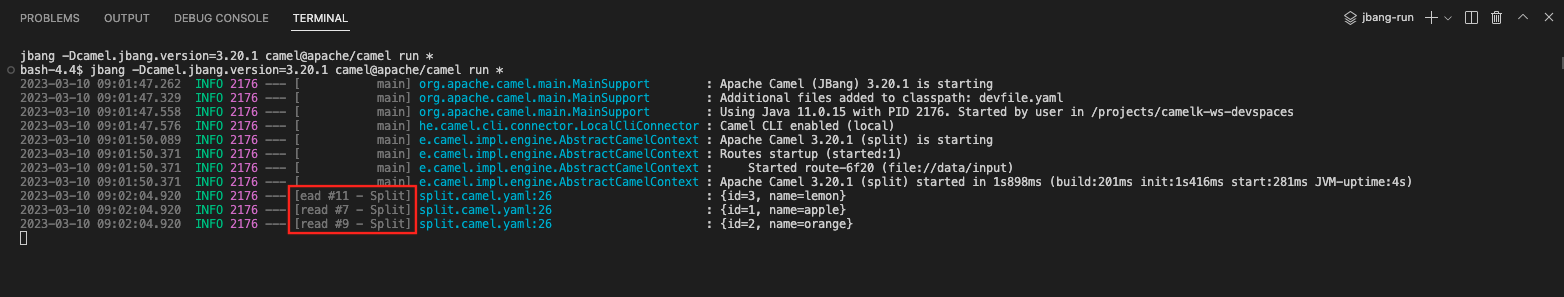 PROBLEMS OUTPUT DEBUG CONSOLE TERMINAL jbang-run
jbang -Dcamel.jbang.version=3.20.1 camel@apache/camel run *
bash-4.4$ jbang -Dcamel.jbang.version=3.20.1 camel@apache/camel run *
2023-03-10 09:01:47.262 INFO 2176 --- [ main] org.apache.camel.main.MainSupport : Apache Camel (JBang) 3.20.1 is starting
2023-03-10 09:01:47.329 INFO 2176 --- [ main] org.apache.camel.main.MainSupport : Additional files added to classpath: devfile.yaml
2023-03-10 09:01:47.558 INFO 2176 --- [ main] org.apache.camel.main.MainSupport : Using Java 11.0.15 with PID 2176. Started by user in /projects/camelk-ws-devspaces
2023-03-10 09:01:47.576 INFO 2176 --- [ main] he.camel.cli.connector.LocalCliConnector : Camel CLI enabled (local)
2023-03-10 09:01:50.089 INFO 2176 --- [ main] e.camel.impl.engine.AbstractCamelContext : Apache Camel 3.20.1 (split) is starting
2023-03-10 09:01:50.371 INFO 2176 --- [ main] e.camel.impl.engine.AbstractCamelContext : Routes startup (started:1)
2023-03-10 09:01:50.371 INFO 2176 --- [ main] e.camel.impl.engine.AbstractCamelContext : Started route-6f20 (file://data/input)
2023-03-10 09:01:50.371 INFO 2176 --- [ main] e.camel.impl.engine.AbstractCamelContext : Apache Camel 3.20.1 (split) started in 1s898ms (build:201ms init:1s416ms start:281ms JVM-uptime:4s)
2023-03-10 09:02:04.920 INFO 2176 --- [ead #11 - Split] split.camel.yaml:26 : {id=3, name=lemon}
2023-03-10 09:02:04.920 INFO 2176 --- [read #7 - Split] split.camel.yaml:26 : {id=1, name=apple}
2023-03-10 09:02:04.920 INFO 2176 --- [read #9 - Split] split.camel.yaml:26 : {id=2, name=orange}